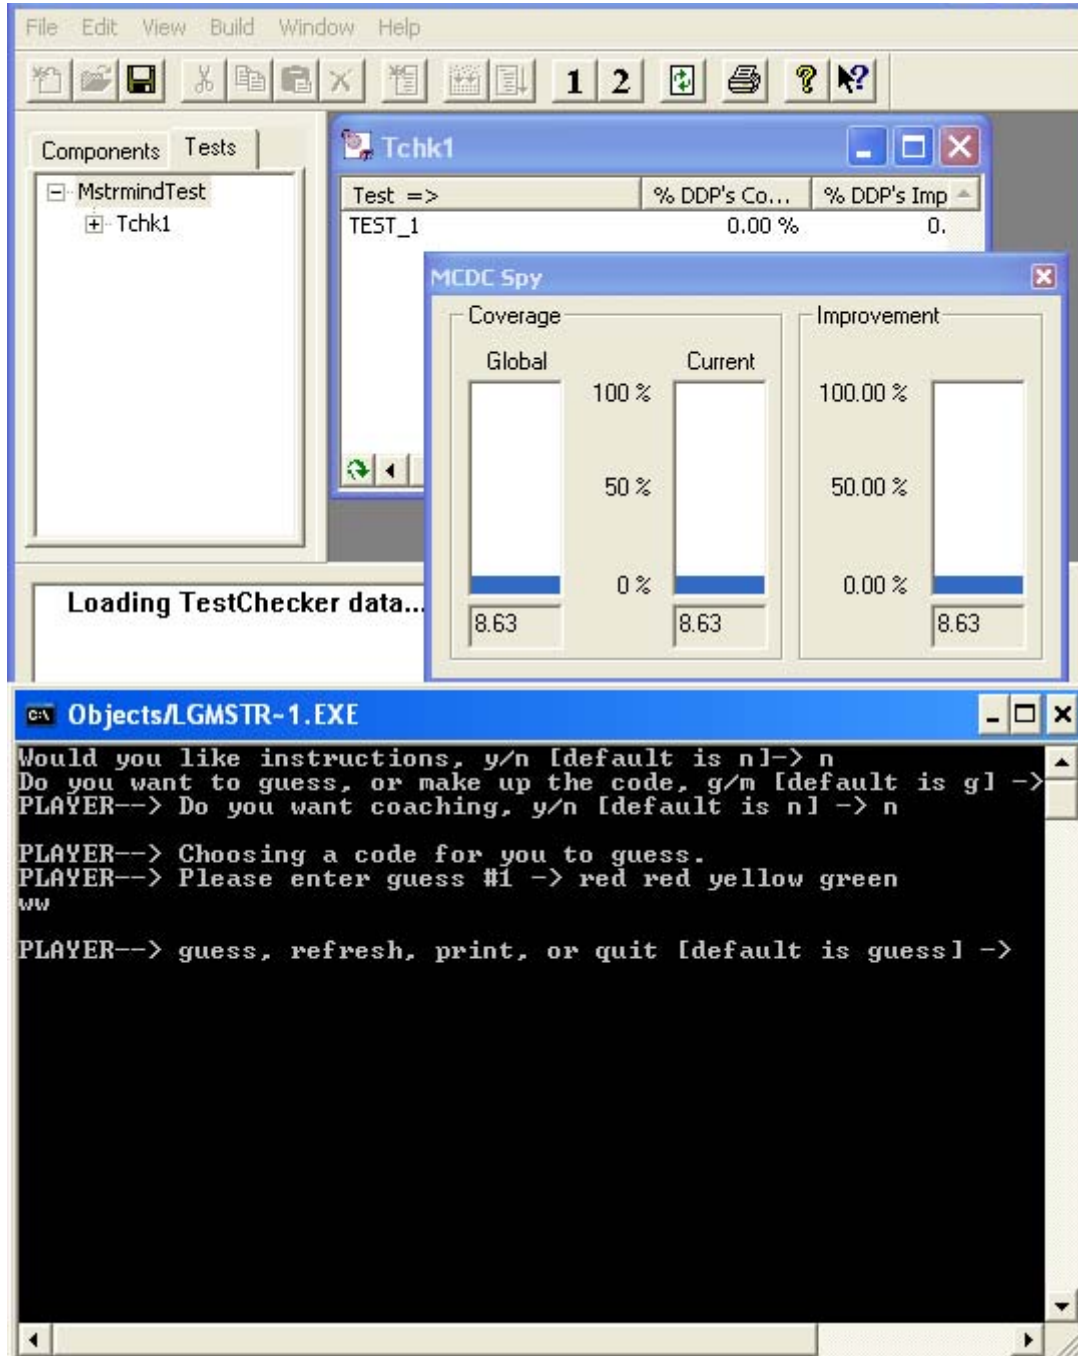 File Edit View Build Window Help
1 2 ? ?
Components Tests
MstrmindTest
Tchk1
Tchk1
Test => % DDP's Co... % DDP's Imp
TEST_1 0.00 % 0.
MCDC Spy
Coverage Improvement
Global Current
100 % 100.00 %
50 % 50.00 %
0 % 0.00 %
8.63 8.63 8.63
Loading TestChecker data...
C:\ Objects/LGMSTR~1.EXE
Would you like instructions, y/n [default is n]-> n
Do you want to guess, or make up the code, g/m [default is g] ->
PLAYER--> Do you want coaching, y/n [default is n] -> n
PLAYER--> Choosing a code for you to guess.
PLAYER--> Please enter guess #1 -> red red yellow green
ww
PLAYER--> guess, refresh, print, or quit [default is guess] ->